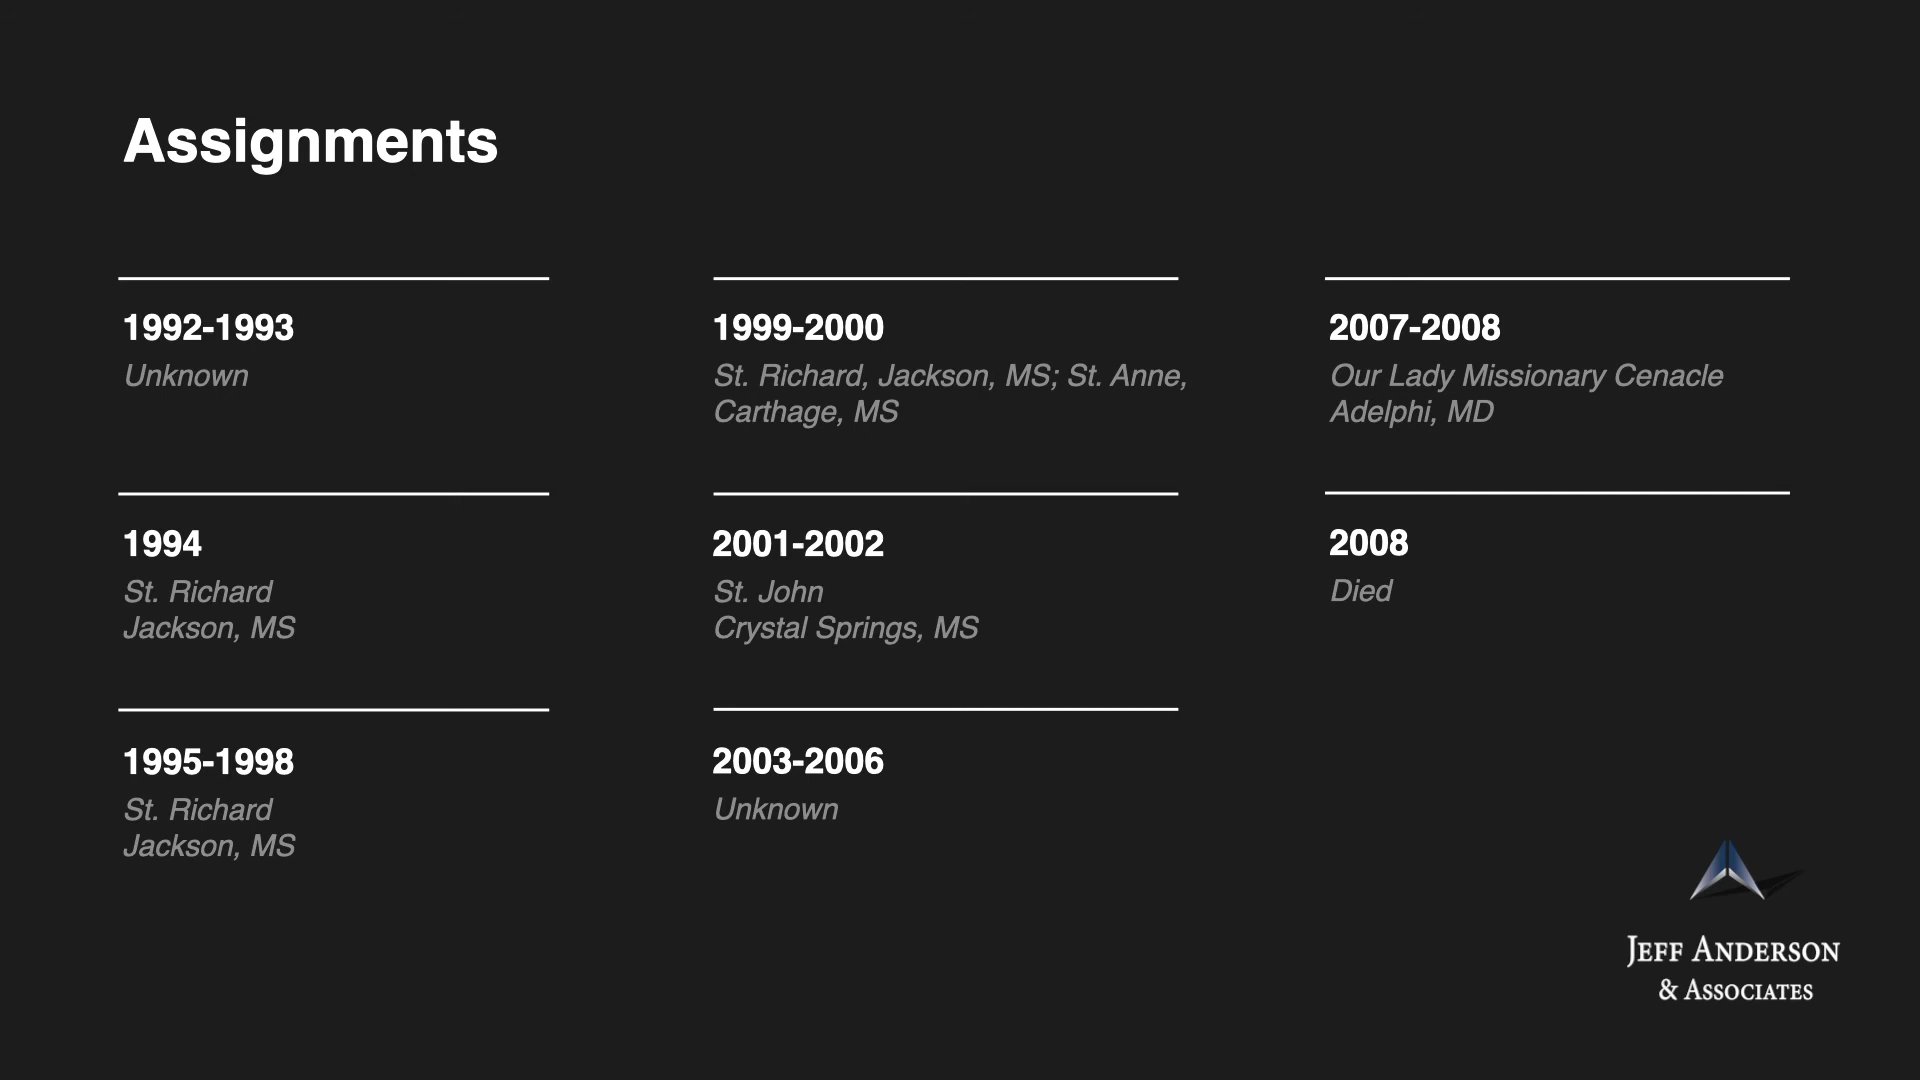 Assignments
1992-1993
Unknown
1994
St. Richard
Jackson, MS
1995-1998
St. Richard
Jackson, MS
1999-2000
St. Richard, Jackson, MS; St. Anne,
Carthage, MS
2001-2002
St. John
Crystal Springs, MS
2003-2006
Unknown
2007-2008
Our Lady Missionary Cenacle
Adelphi, MD
2008
Died
JEFF ANDERSON
& ASSOCIATES